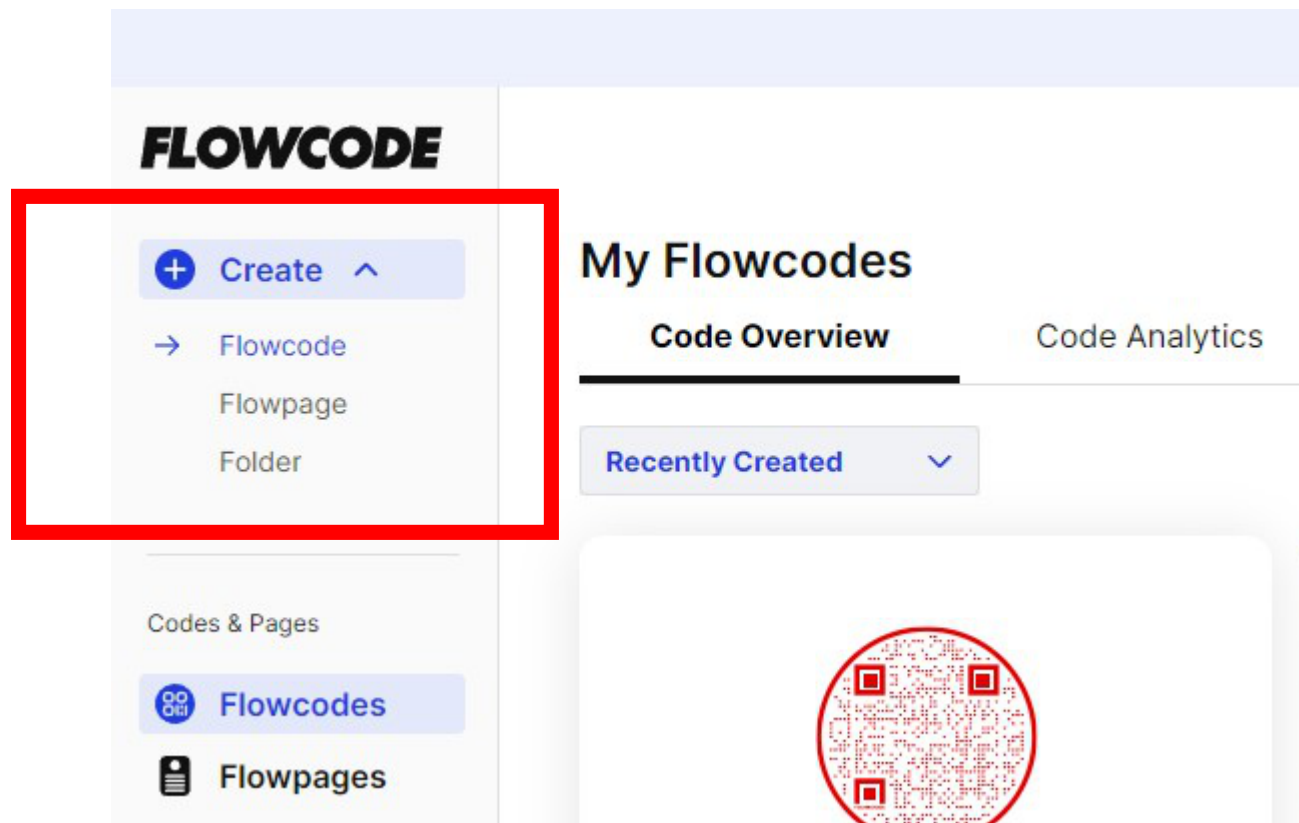 FLOWCODE
Create
Flowcode
Flowpage
Folder
Codes & Pages
Flowcodes
Flowpages
My Flowcodes
Code Overview
Code Analytics
Recently Created